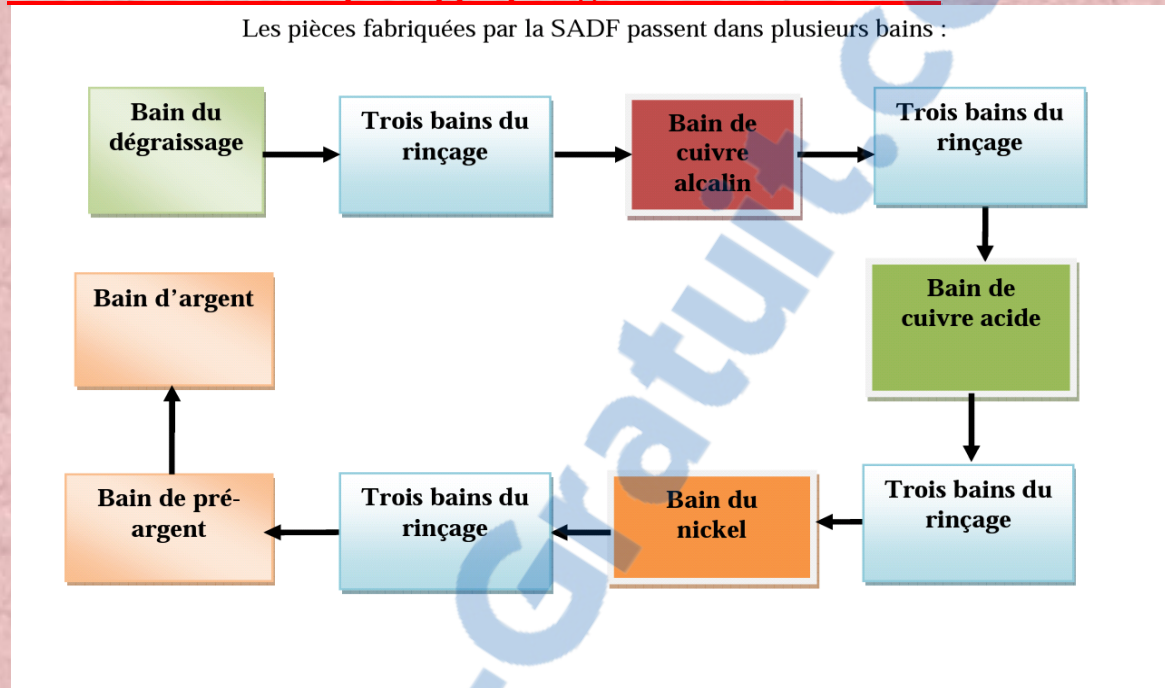 Les pièces fabriquées par la SADF passent dans plusieurs bains :
Bain du
dégraissage
Trois bains du
rinçage
Bain de
cuivre
alcalin
Trois bains du
rinçage
Bain de
cuivre acide
Trois bains du
rinçage
Bain du
nickel
Trois bains du
rinçage
Bain de pré-
argent
Bain d'argent
Gratuit.c